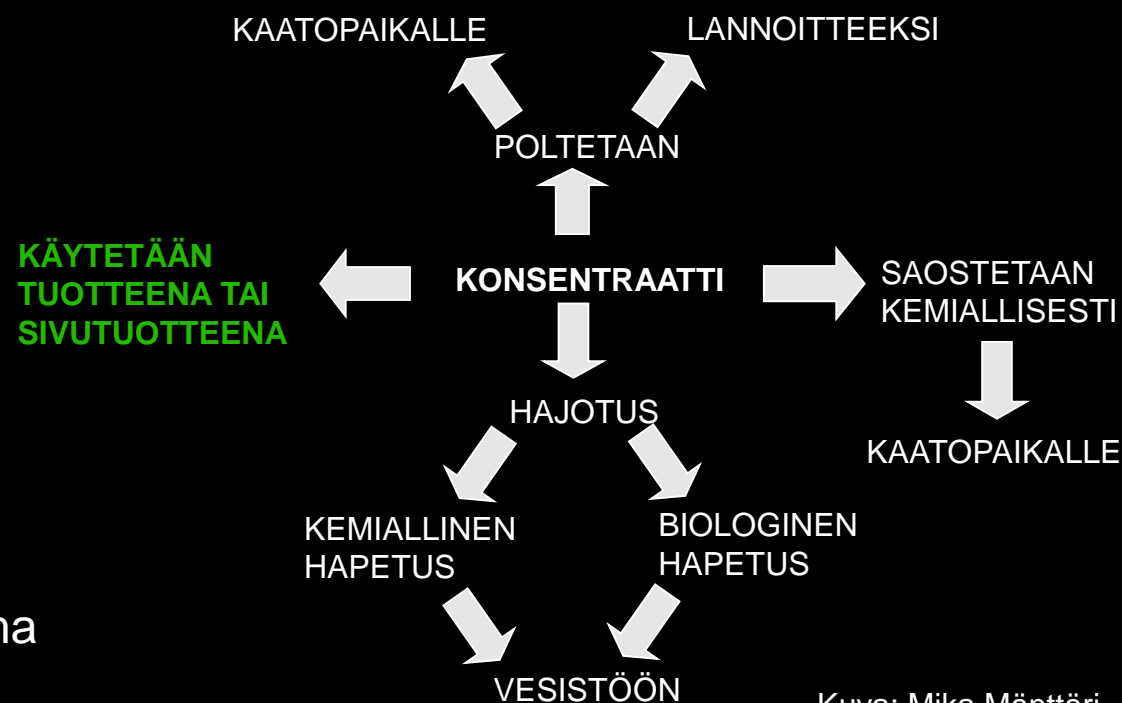 KAATOPAIKALLE
LANNOITTEEKSI
POLTETAAN
KÄYTETÄÄN
TUOTTEENA TAI
SIVUTUOTTEENA
KONSENTRAATTI
SAOSTETAAN
KEMIALLISESTI
HAJOTUS
KAATOPAIKALLE
KEMIALLINEN
HAPETUS
BIOLOGINEN
HAPETUS
VESISTÖÖN
Kuva: Mika Mänttäri